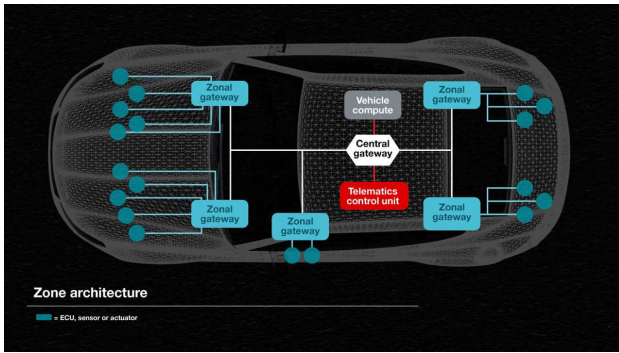 Zonal
gateway
Vehicle
compute
Zonal
gateway
Central
gateway
Telematics
control unit
Zonal
gateway
Zonal
gateway
Zonal
gateway
Zone architecture
= ECU, sensor or actuator